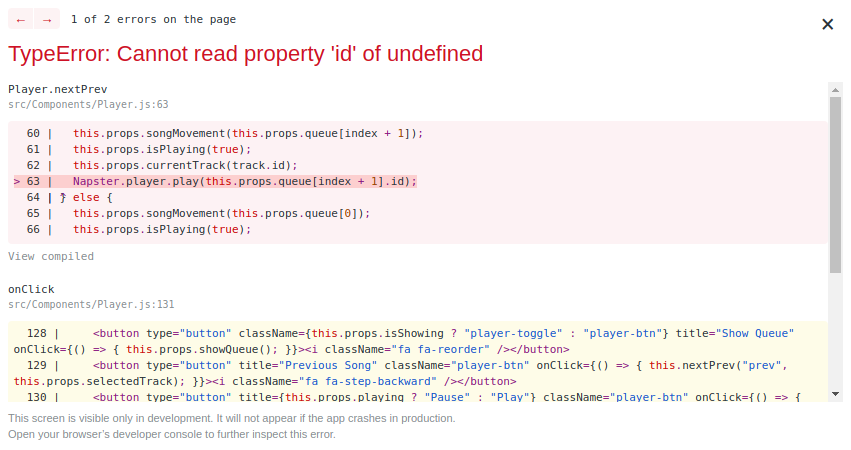 ← → 1 of 2 errors on the page ×
TypeError: Cannot read property 'id' of undefined
Player.nextPrev
src/Components/Player.js:63
60 | this.props.songMovement(this.props.queue[index + 1]);
61 | this.props.isPlaying(true);
62 | this.props.currentTrack(track.id);
> 63 | Napster.player.play(this.props.queue[index + 1].id);
64 | } else {
65 | this.props.songMovement(this.props.queue[0]);
66 | this.props.isPlaying(true);
View compiled
onClick
src/Components/Player.js:131
128 | <button type="button" className={this.props.isShowing ? "player-toggle" : "player-btn"} title="Show Queue"
onClick={() => { this.props.showQueue(); }}><i className="fa fa-reorder" /></button>
129 | <button type="button" title="Previous Song" className="player-btn" onClick={() => { this.nextPrev("prev",
this.props.selectedTrack); }}><i className="fa fa-step-backward" /></button>
130 | <button type="button" title={this.props.playing ? "Pause" : "Play"} className="player-btn" onClick={() => {
This screen is visible only in development. It will not appear if the app crashes in production.
Open your browser's developer console to further inspect this error.